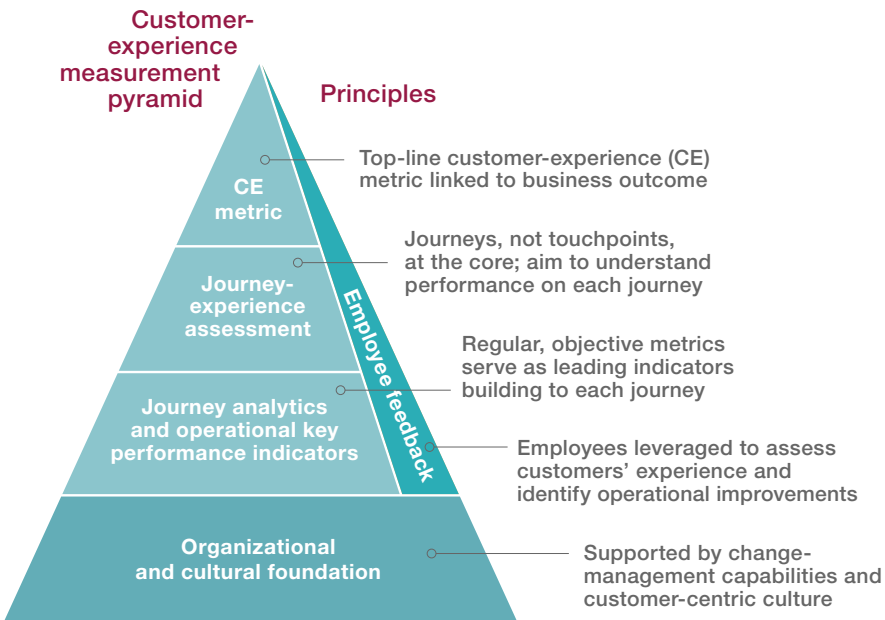 Customer-
experience
measurement
pyramid
Principles
CE
metric
Top-line customer-experience (CE)
metric linked to business outcome
Journey-
experience
assessment
Journeys, not touchpoints,
at the core; aim to understand
performance on each journey
Employee feedback
Journey analytics
and operational key
performance indicators
Regular, objective metrics
serve as leading indicators
building to each journey
Employees leveraged to assess
customers’ experience and
identify operational improvements
Organizational
and cultural foundation
Supported by change-
management capabilities and
customer-centric culture